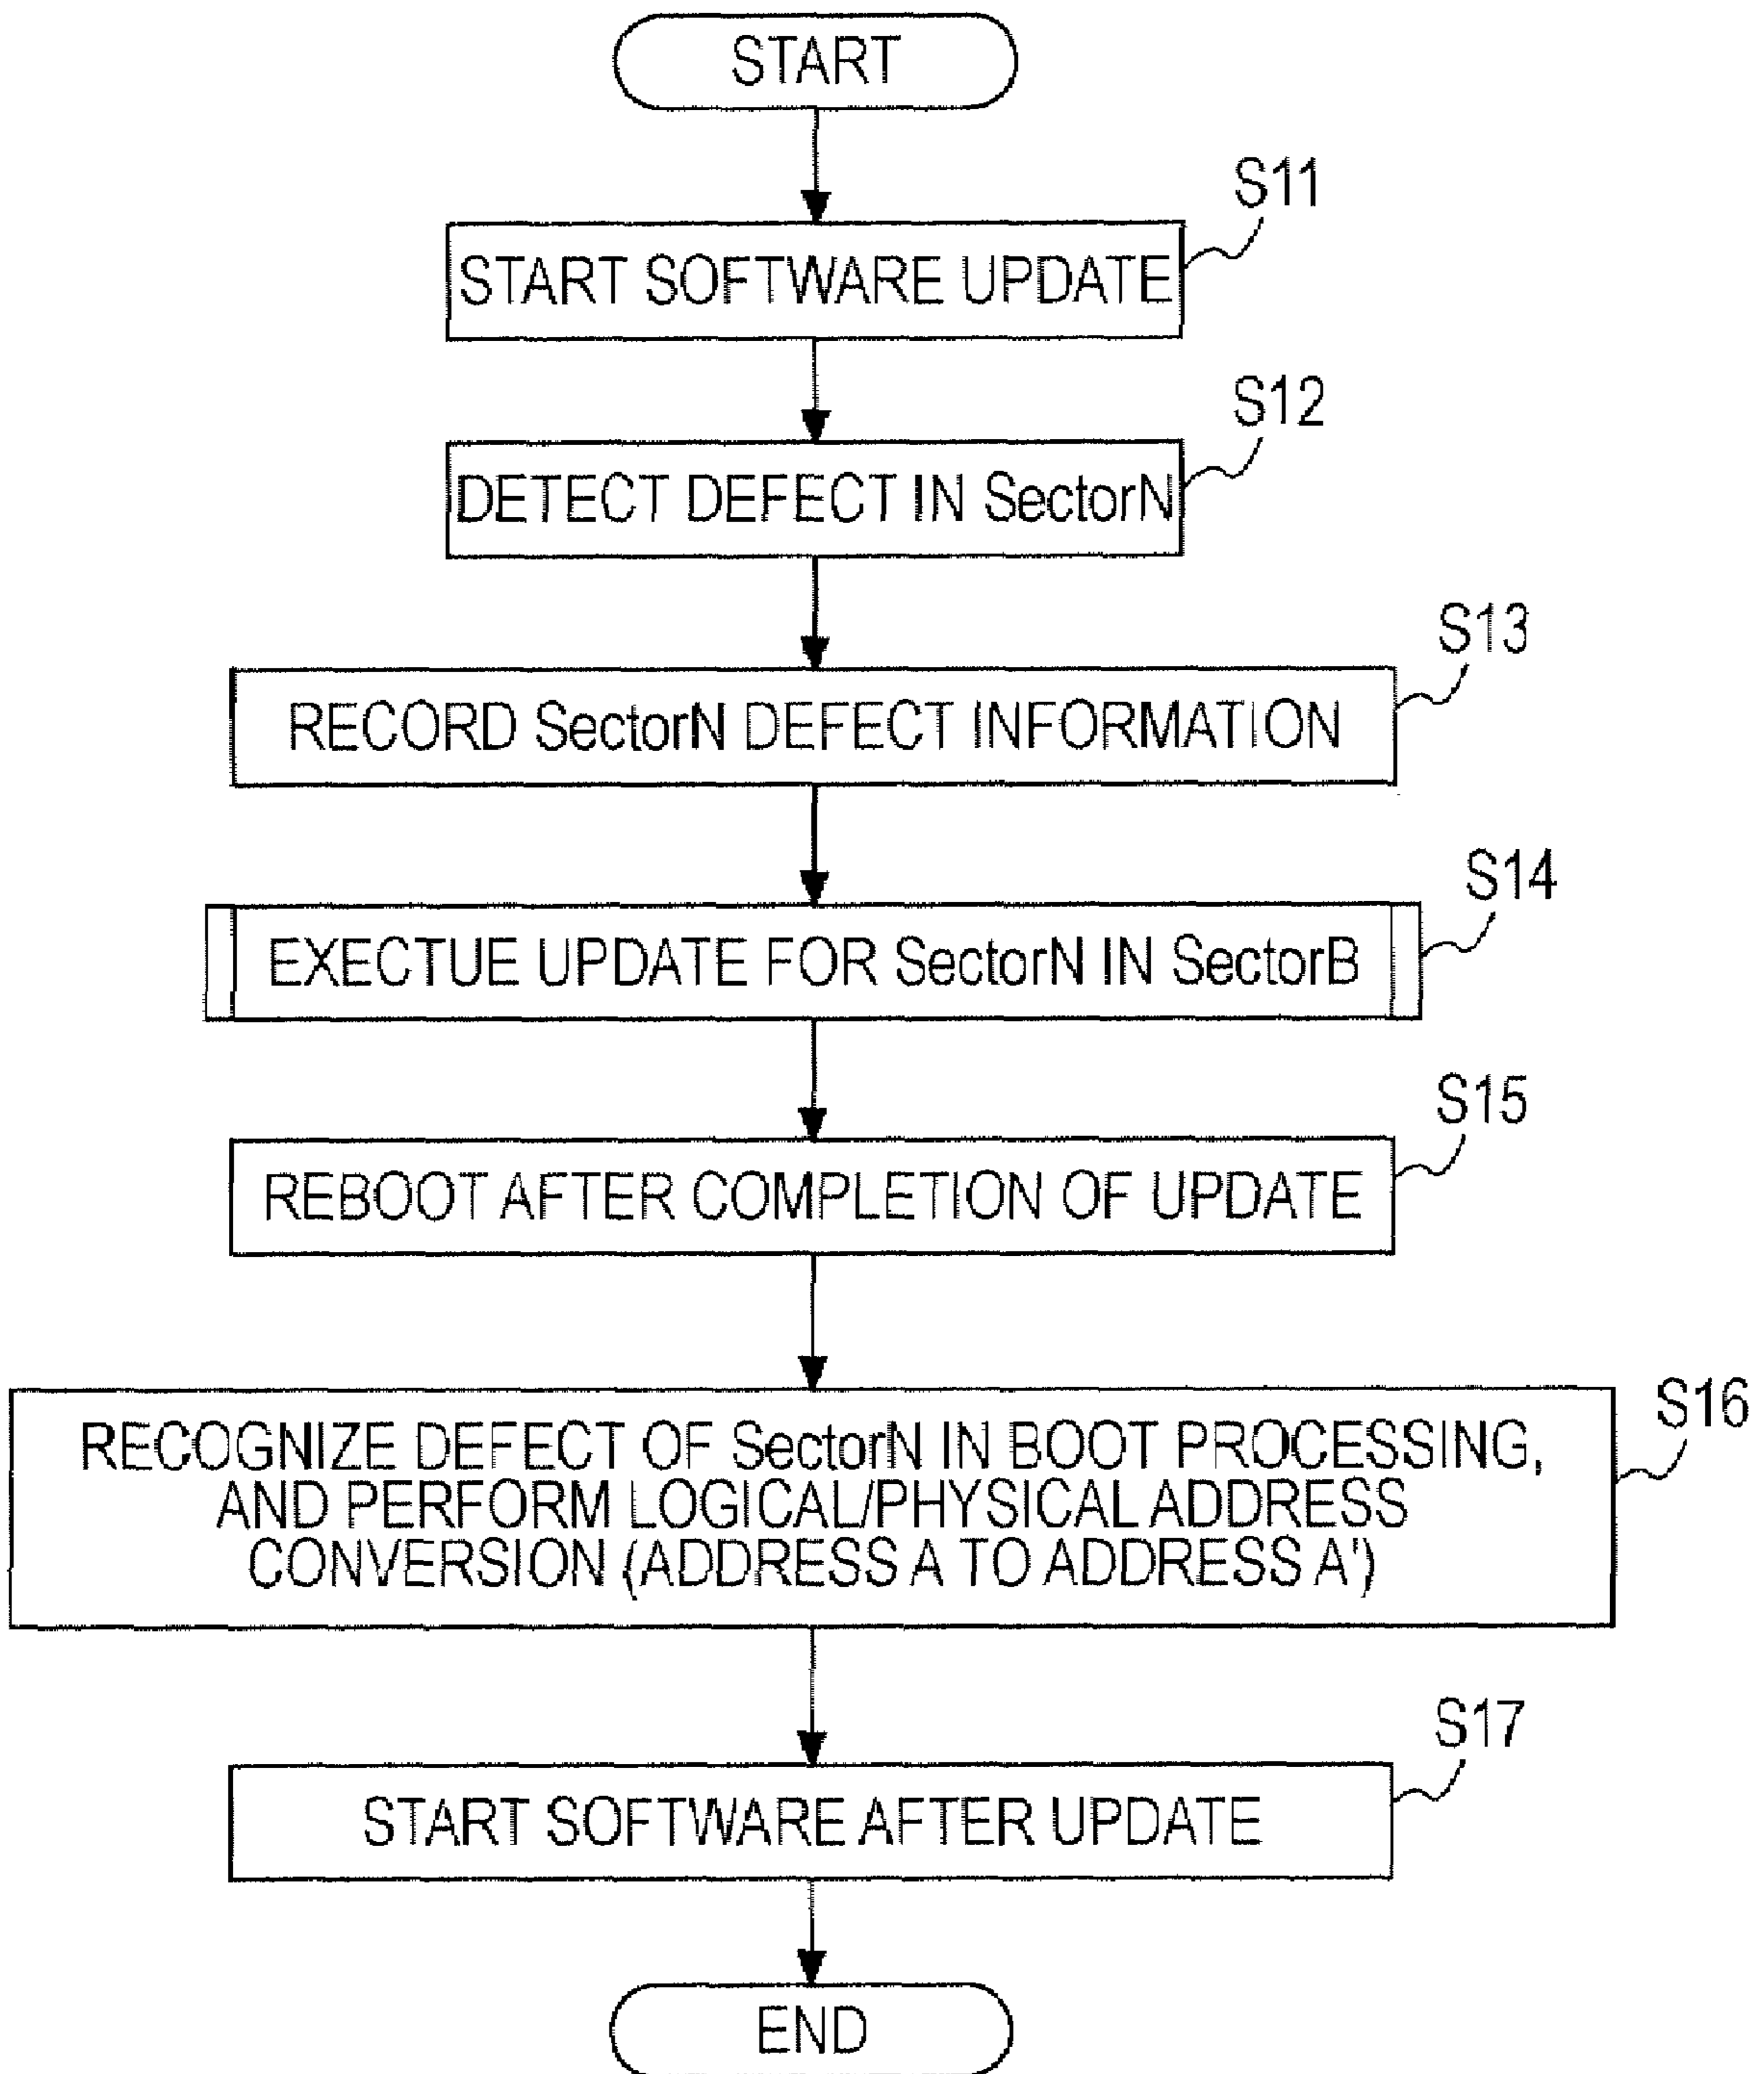 START
S11
START SOFTWARE UPDATE
S12
DETECT DEFECT IN SectorN
S13
RECORD SectorN DEFECT INFORMATION
S14
EXECTUE UPDATE FOR SectorN IN SectorB
S15
REBOOT AFTER COMPLETION OF UPDATE
S16
RECOGNIZE DEFECT OF SectorN IN BOOT PROCESSING,
AND PERFORM LOGICAL/PHYSICAL ADDRESS
CONVERSION (ADDRESS A TO ADDRESS A')
S17
START SOFTWARE AFTER UPDATE
END